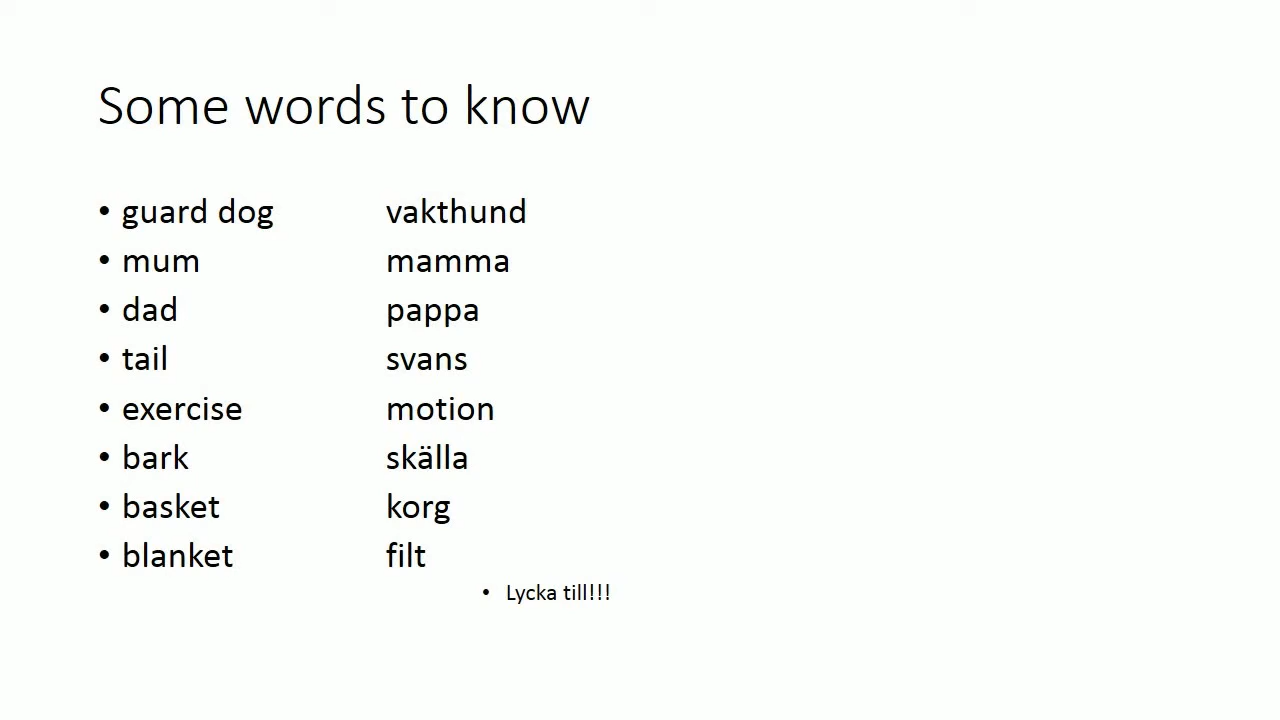 Some words to know
• guard dog vakthund
• mum mamma
• dad pappa
• tail svans
• exercise motion
• bark skälla
• basket korg
• blanket filt
• Lycka till!!!